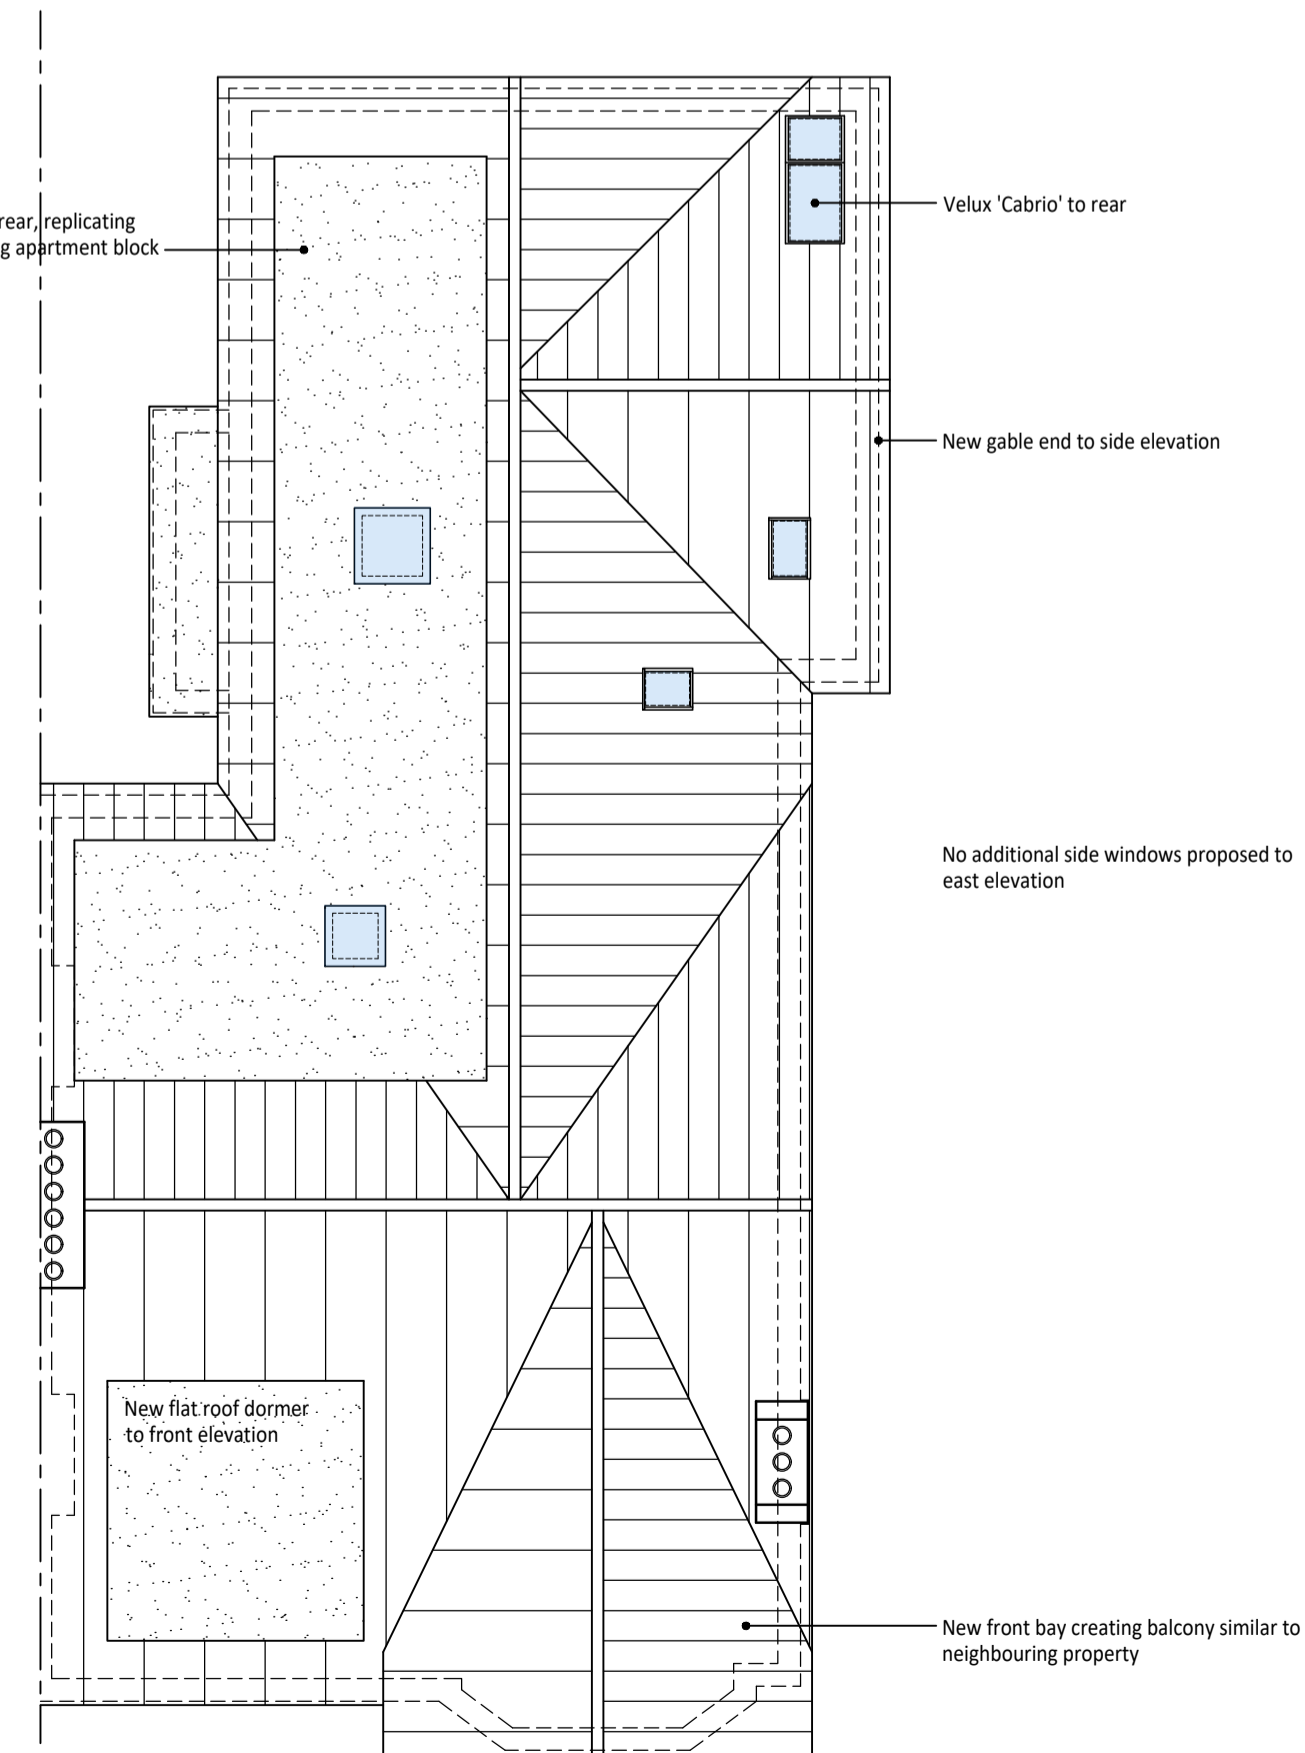 Velux 'Cabrio' to rear
rear, replicating
apartment block
New gable end to side elevation
No additional side windows proposed to
east elevation
New flat roof dormer
to front elevation
New front bay creating balcony similar to
neighbouring property